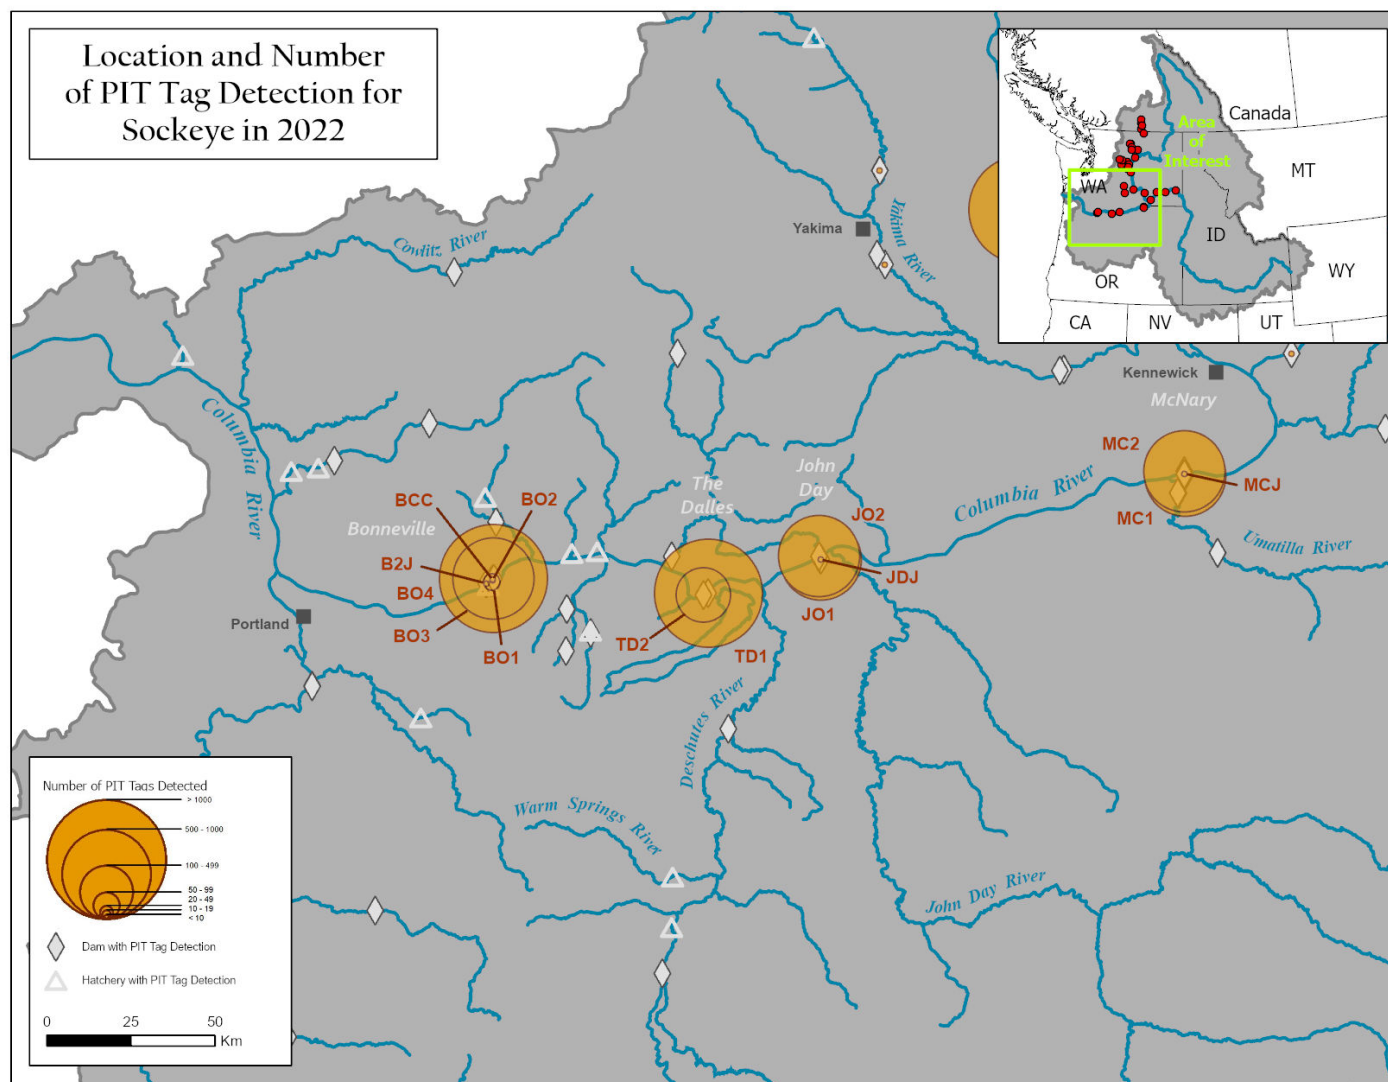 Location and Number
of PIT Tag Detection for
Sockeye in 2022
Canada
Area
of
Interest
MT
WA
ID
WY
OR
CA
NV
UT
Yakima
Yakima River
Cowlitz River
Kennewick
McNary
Columbia River
MC2
MCJ
MC1
Umatilla River
John
Day
JO2
JDJ
JO1
Columbia River
The
Dalles
TD2
TD1
Bonneville
BCC
BO2
B2J
BO4
BO3
BO1
Portland
Deschutes River
Warm Springs River
John Day River
Number of PIT Tags Detected
> 1000
500 - 1000
100 - 499
50 - 99
20 - 49
10 - 19
< 10
Dam with PIT Tag Detection
Hatchery with PIT Tag Detection
0
25
50
Km